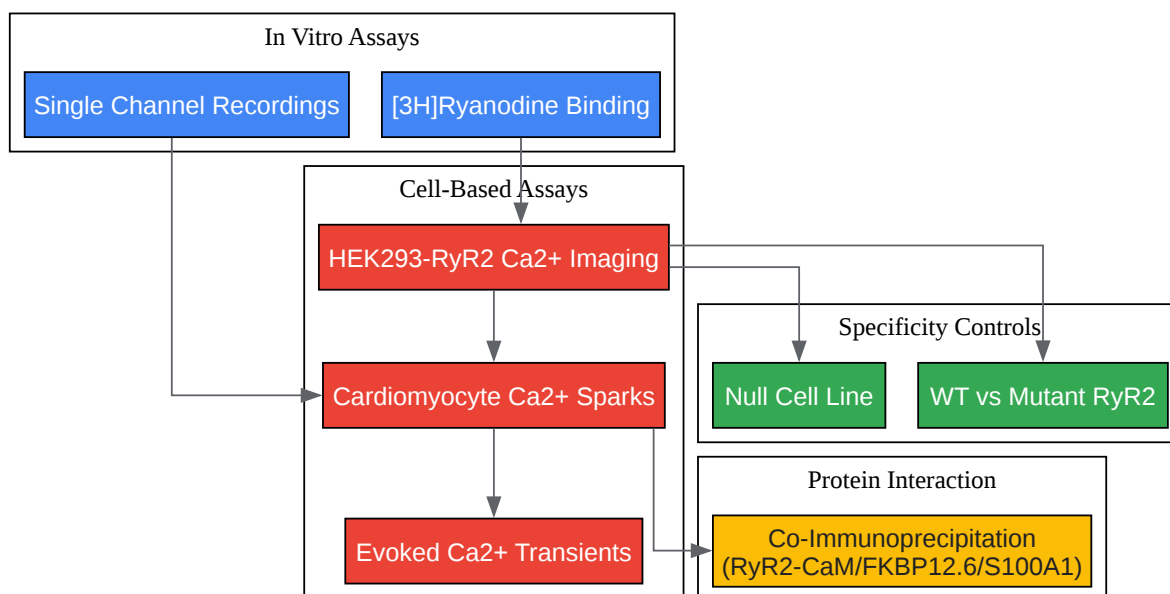 In Vitro Assays
Single Channel Recordings
[3H]Ryanodine Binding
Cell-Based Assays
HEK293-RyR2 Ca2+ Imaging
Specificity Controls
Cardiomyocyte Ca2+ Sparks
Null Cell Line
WT vs Mutant RyR2
Protein Interaction
Evoked Ca2+ Transients
Co-Immunoprecipitation
(RyR2-CaM/FKBP12.6/S100A1)